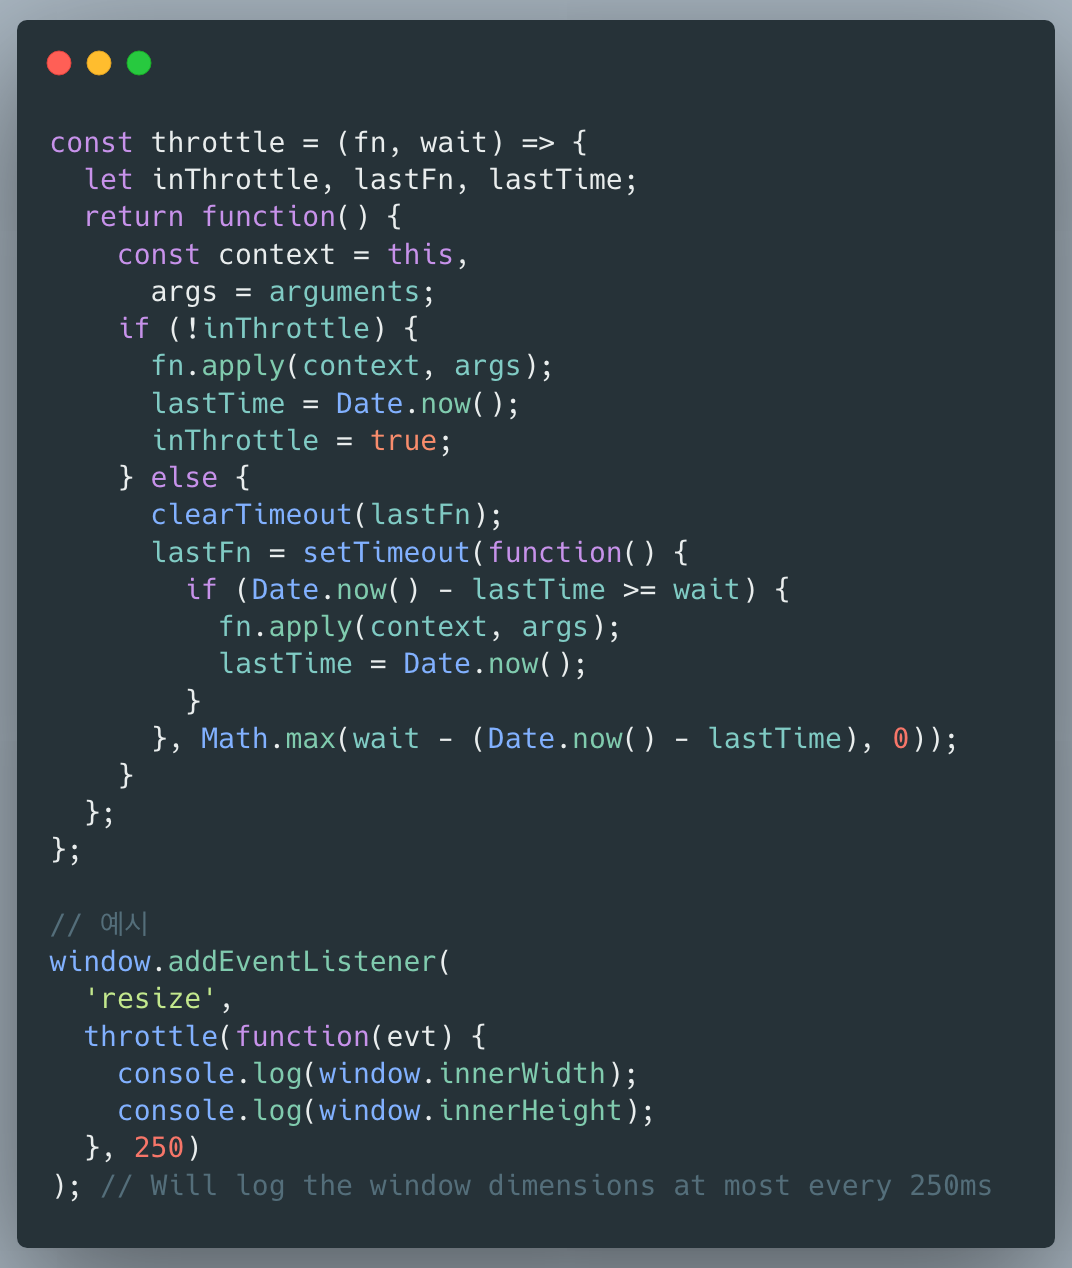 const throttle = (fn, wait) => {
  let inThrottle, lastFn, lastTime;
  return function() {
    const context = this,
      args = arguments;
    if (!inThrottle) {
      fn.apply(context, args);
      lastTime = Date.now();
      inThrottle = true;
    } else {
      clearTimeout(lastFn);
      lastFn = setTimeout(function() {
        if (Date.now() - lastTime >= wait) {
          fn.apply(context, args);
          lastTime = Date.now();
        }
      }, Math.max(wait - (Date.now() - lastTime), 0));
    }
  };
};

// 예시
window.addEventListener(
  'resize',
  throttle(function(evt) {
    console.log(window.innerWidth);
    console.log(window.innerHeight);
  }, 250)
); // Will log the window dimensions at most every 250ms